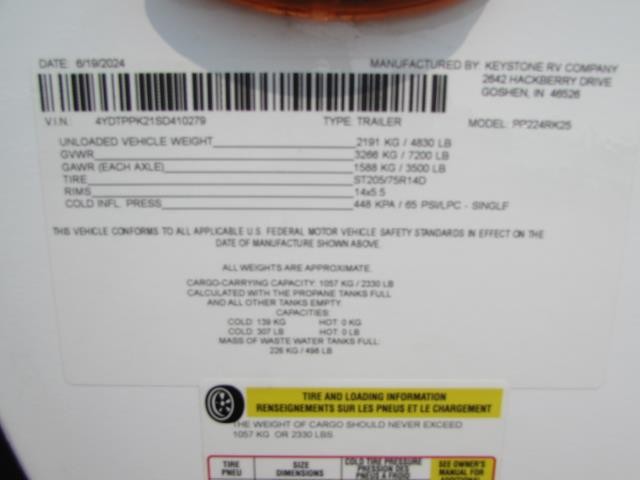 DATE: 6/19/2024
MANUFACTURED BY: KEYSTONE RV COMPANY
2642 HACKBERRY DRIVE
GOSHEN, IN 46526
V.I.N: 4YDTPPK21SD410279 TYPE: TRAILER MODEL: PP224RK25
UNLOADED VEHICLE WEIGHT 2191 KG / 4830 LB
GVWR 3266 KG / 7200 LB
GAWR (EACH AXLE) 1588 KG / 3500 LB
TIRE ST205/75R14D
RIMS 14x5.5
COLD INFL. PRESS 448 KPA / 65 PSI/LPC - SINGLE
THIS VEHICLE CONFORMS TO ALL APPLICABLE U.S. FEDERAL MOTOR VEHICLE SAFETY STANDARDS IN EFFECT ON THE
DATE OF MANUFACTURE SHOWN ABOVE.
ALL WEIGHTS ARE APPROXIMATE.
CARGO-CARRYING CAPACITY: 1057 KG / 2330 LB
CALCULATED WITH THE PROPANE TANKS FULL
AND ALL OTHER TANKS EMPTY.
CAPACITIES:
COLD: 139 KG HOT: 0 KG
COLD: 307 LB HOT: 0 LB
MASS OF WASTE WATER TANKS FULL:
226 KG / 498 LB
TIRE AND LOADING INFORMATION
RENSEIGNEMENTS SUR LES PNEUS ET LE CHARGEMENT
THE WEIGHT OF CARGO SHOULD NEVER EXCEED
1057 KG OR 2330 LBS
TIRE
PNEU
SIZE
DIMENSIONS
COLD TIRE PRESSURE
PRESSION DES
PNEUS A FROID
SEE OWNER'S
MANUAL FOR